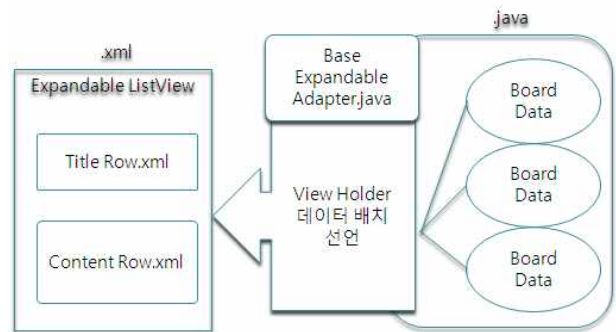 .xml
Expandable ListView
Title Row.xml
Content Row.xml
Base
Expandable
Adapter.java
View Holder
데이터 배치
선언
.java
Board
Data
Board
Data
Board
Data